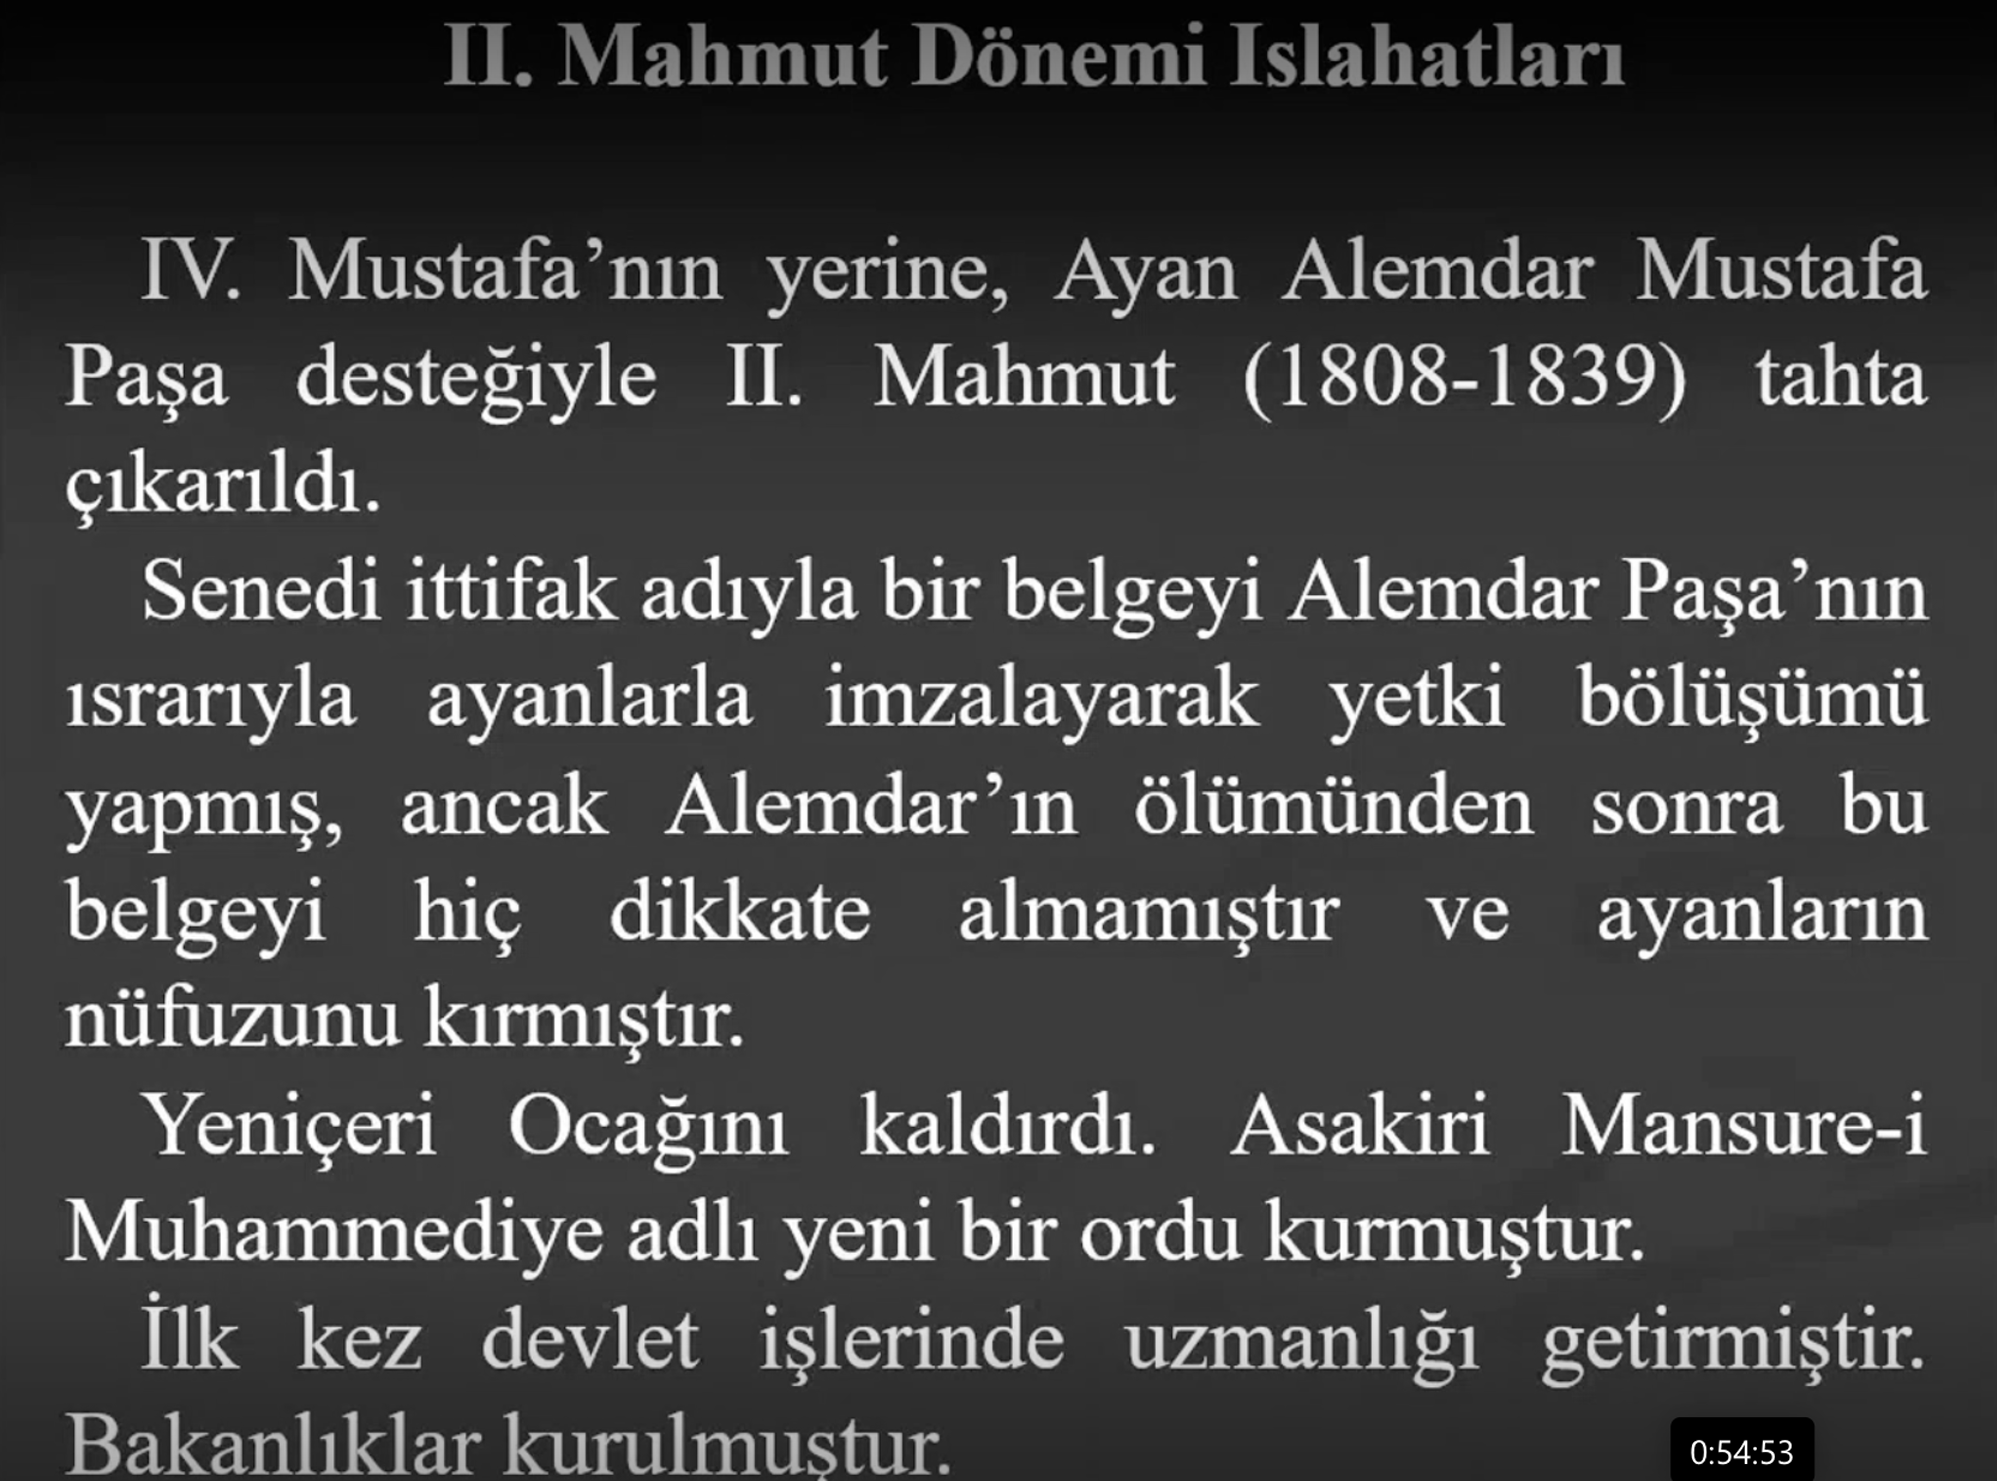 II. Mahmut Dönemi Islahatları
IV. Mustafa’nın yerine, Ayan Alemdar Mustafa
Paşa desteğiyle II. Mahmut (1808-1839) tahta
çıkarıldı.
Senedi ittifak adıyla bir belgeyi Alemdar Paşa’nın
ısrarıyla ayanlarla imzalayarak yetki bölüşümü
yapmış, ancak Alemdar’ın ölümünden sonra bu
belgeyi hiç dikkate almamıştır ve ayanların
nüfuzunu kırmıştır.
Yeniçeri Ocağını kaldırdı. Asakiri Mansure-i
Muhammediye adlı yeni bir ordu kurmuştur.
İlk kez devlet işlerinde uzmanlığı getirmiştir.
Bakanlıklar kurulmuştur.
0:54:53